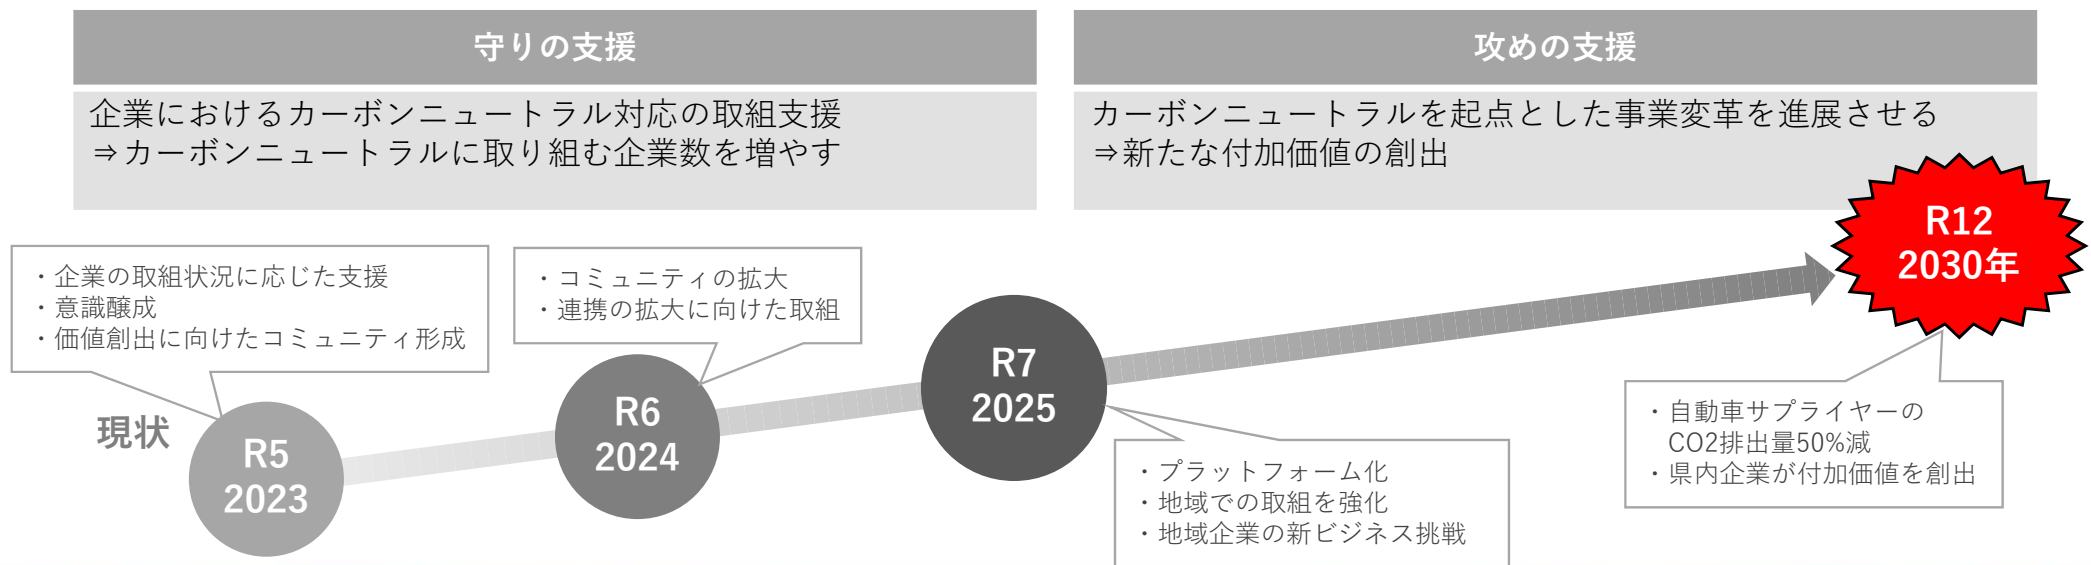 守りの支援
企業におけるカーボンニュートラル対応の取組支援
⇒カーボンニュートラルに取り組む企業数を増やす
攻めの支援
カーボンニュートラルを起点とした事業変革を進展させる
⇒新たな付加価値の創出
・企業の取組状況に応じた支援
・意識醸成
・価値創出に向けたコミュニティ形成
現状
R5
2023
・コミュニティの拡大
・連携の拡大に向けた取組
R6
2024
R7
2025
・プラットフォーム化
・地域での取組を強化
・地域企業の新ビジネス挑戦
R12
2030年
・自動車サプライヤーの
CO2排出量50%減
・県内企業が付加価値を創出